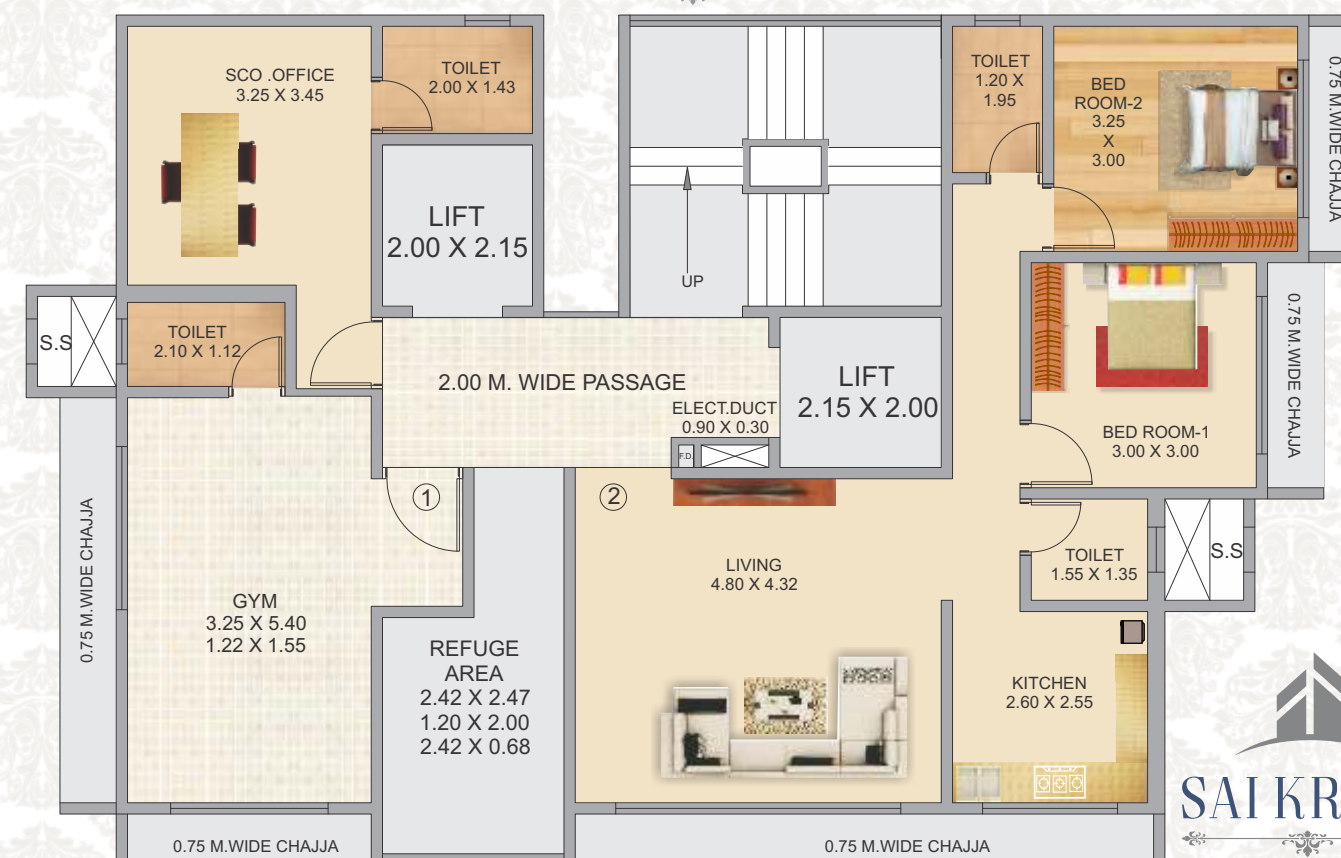 SCO .OFFICE
3.25 X 3.45
TOILET
2.00 X 1.43
LIFT
2.00 X 2.15
UP
TOILET
1.20 X
1.95
BED
ROOM-2
3.25
X
3.00
0.75 M.WIDE CHAJJA
S.S
TOILET
2.10 X 1.12
2.00 M. WIDE PASSAGE
ELECT.DUCT
0.90 X 0.30
F.D.
LIFT
2.15 X 2.00
BED ROOM-1
3.00 X 3.00
0.75 M.WIDE CHAJJA
0.75 M.WIDE CHAJJA
GYM
3.25 X 5.40
1.22 X 1.55
1
REFUGE
AREA
2.42 X 2.47
1.20 X 2.00
2.42 X 0.68
2
LIVING
4.80 X 4.32
TOILET
1.55 X 1.35
S.S
KITCHEN
2.60 X 2.55
SAI KR
0.75 M.WIDE CHAJJA
0.75 M.WIDE CHAJJA